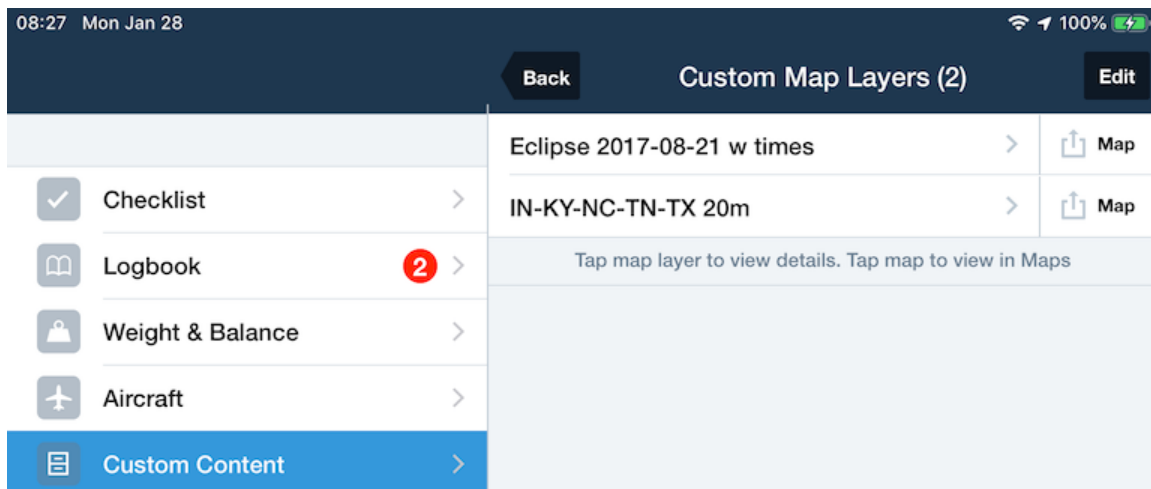 08:27 Mon Jan 28
100%
Back
Custom Map Layers (2)
Edit
Eclipse 2017-08-21 w times
Map
IN-KY-NC-TN-TX 20m
Map
Tap map layer to view details. Tap map to view in Maps
Checklist
Logbook
2
Weight & Balance
Aircraft
Custom Content